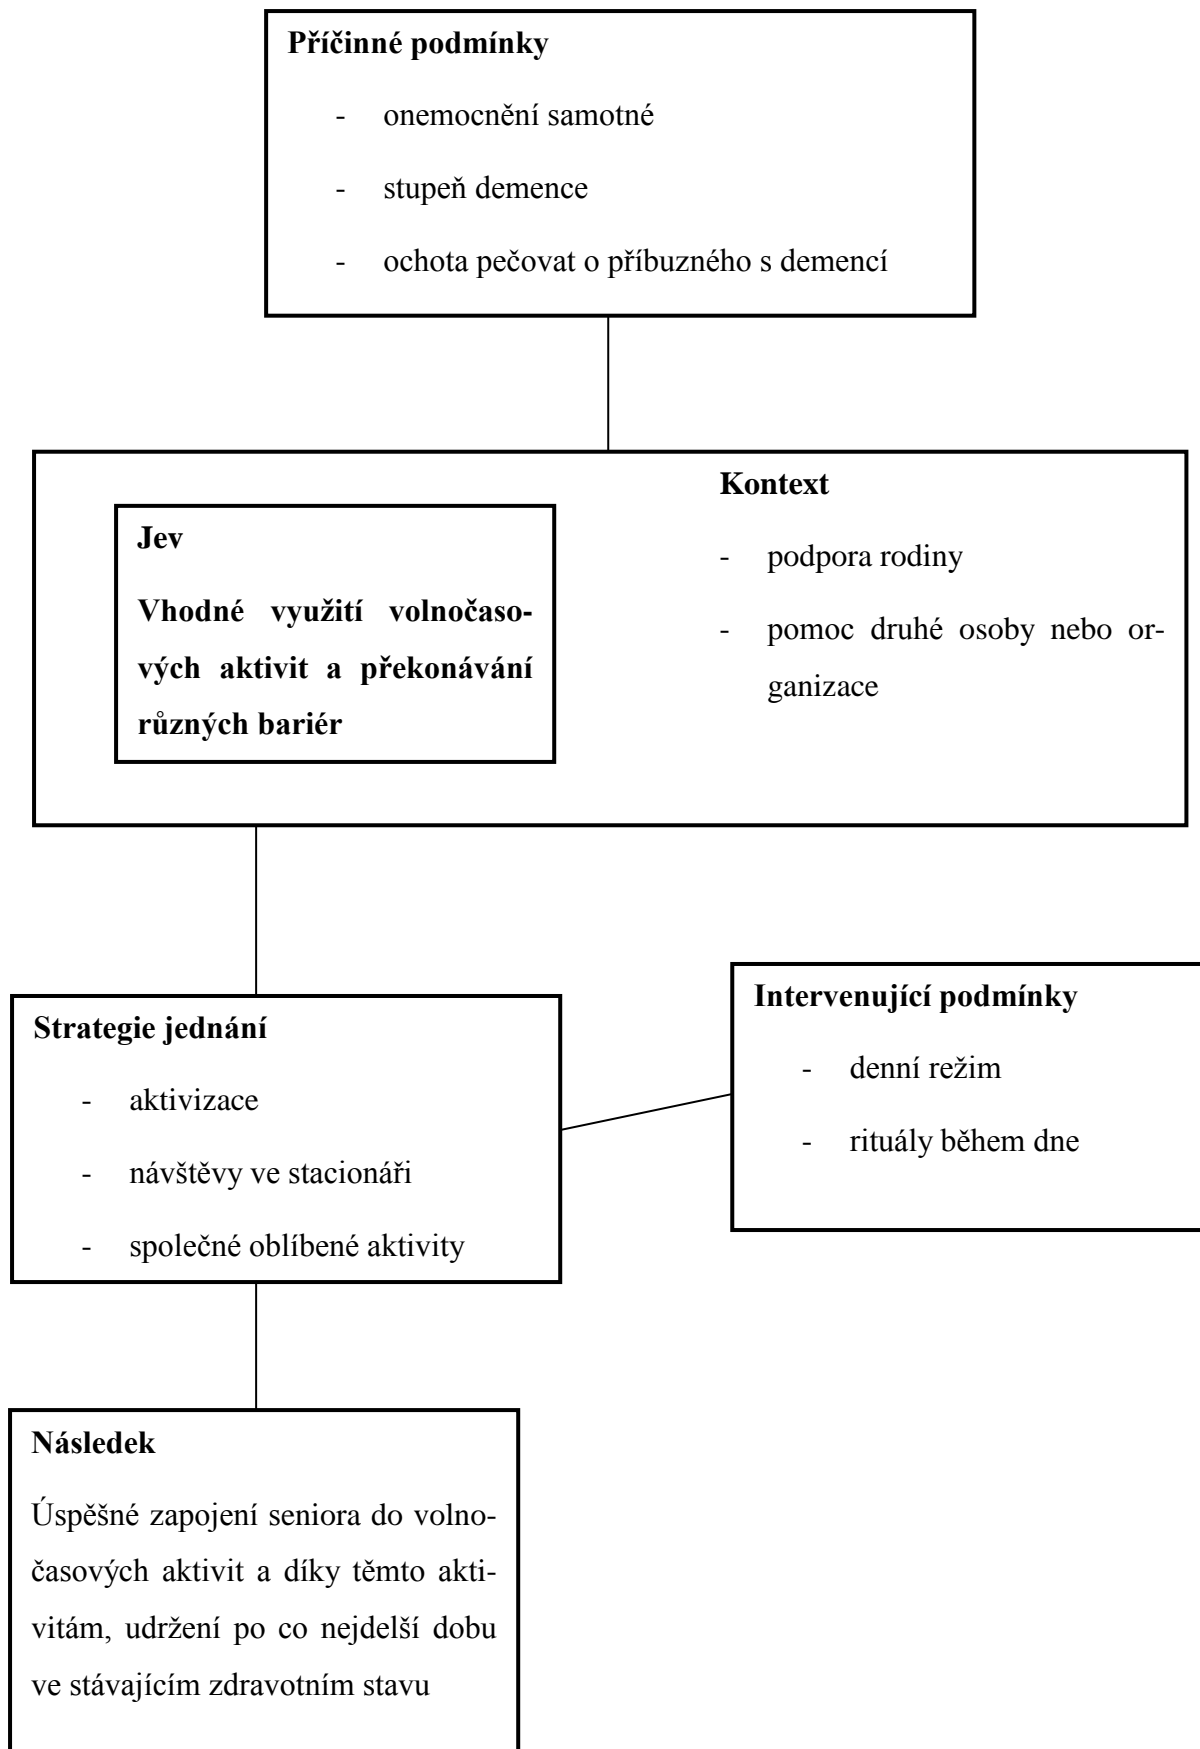 Příčinné podmínky
- onemocnění samotné
- stupeň demence
- ochota pečovat o příbuzného s demencí
Jev
Vhodné využití volnočaso-
vých aktivit a překonávání
různých bariér
Kontext
- podpora rodiny
- pomoc druhé osoby nebo or-
ganizace
Strategie jednání
- aktivizace
- návštěvy ve stacionáři
- společné oblíbené aktivity
Intervenující podmínky
- denní režim
- rituály během dne
Následek
Úspěšné zapojení seniora do volno-
časových aktivit a díky těmto akti-
vitám, udržení po co nejdelší dobu
ve stávajícím zdravotním stavu